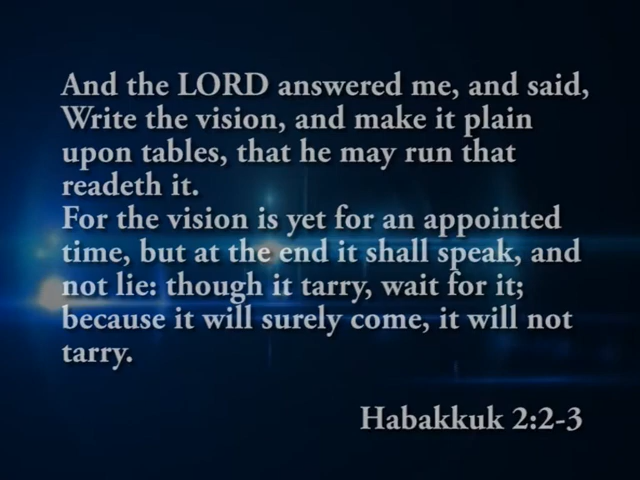 And the LORD answered me, and said,
Write the vision, and make it plain
upon tables, that he may run that
readeth it.
For the vision is yet for an appointed
time, but at the end it shall speak, and
not lie: though it tarry, wait for it;
because it will surely come, it will not
tarry.
Habakkuk 2:2-3